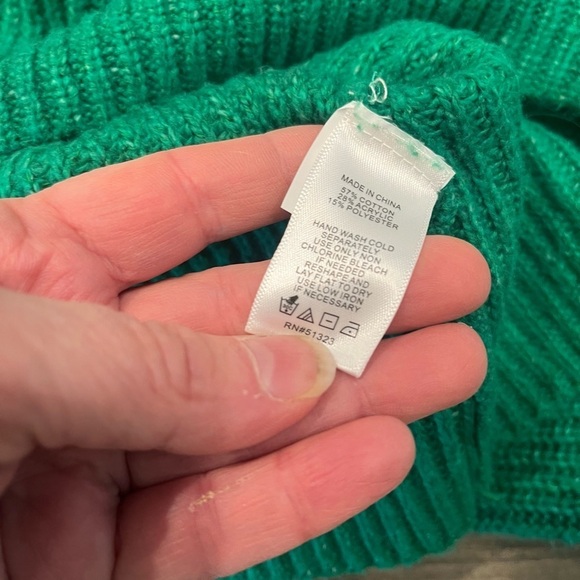 MADE IN CHINA
57% COTTON
28% ACRYLIC
15% POLYESTER
HAND WASH COLD
SEPARATELY
USE ONLY NON
CHLORINE BLEACH
IF NEEDED
RESHAPE AND
LAY FLAT TO DRY
USE LOW IRON
IF NECESSARY
RN#51323